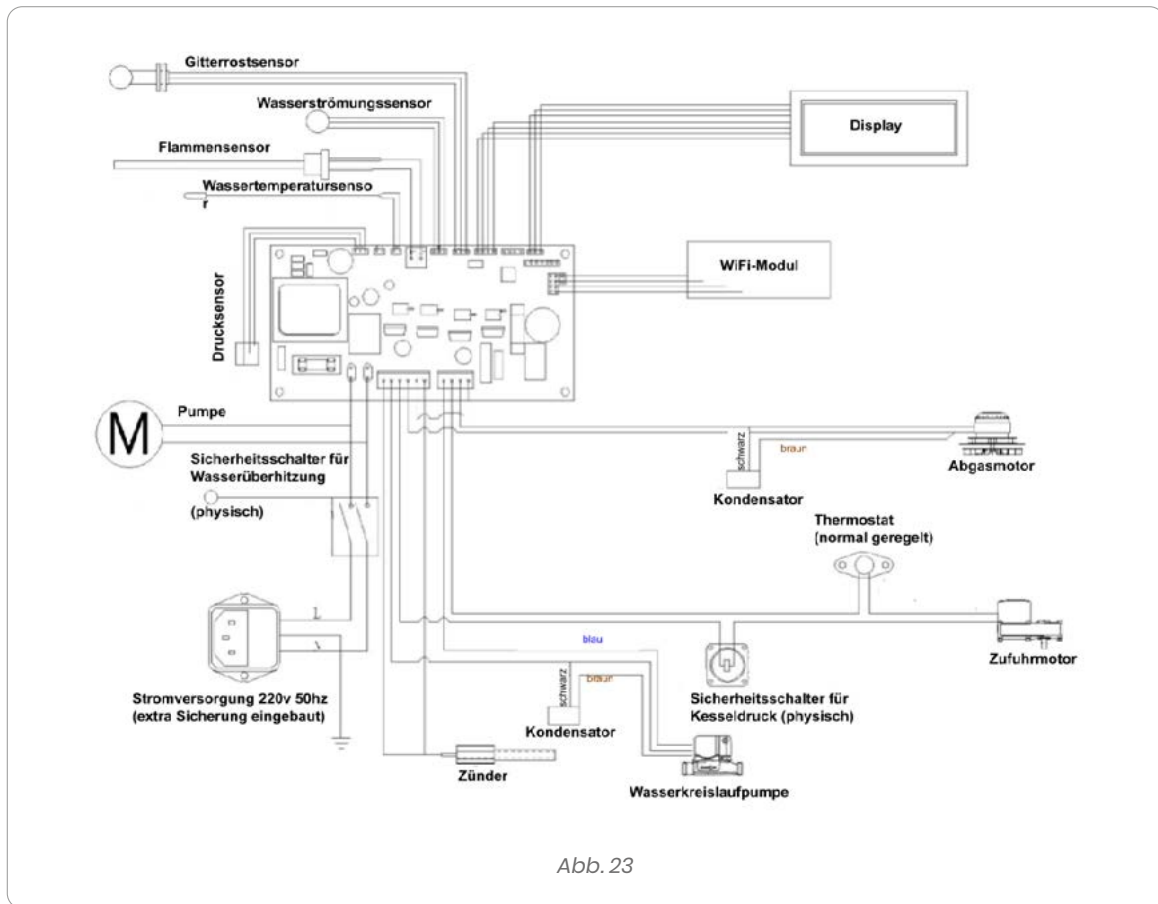 Gitterrostsensor
Wasserströmungssensor
Display
Flammensensor
Wassertemperatursenso
r
WiFi-Modul
Drucksensor
Pumpe
M
Sicherheitsschalter für
Wasserüberhitzung
(physisch)
schwarz
braun
Abgasmotor
Kondensator
Thermostat
(normal geregelt)
blau
Zufuhrmotor
Stromversorgung 220v 50hz
(extra Sicherung eingebaut)
schwarz
braun
Sicherheitsschalter für
Kesseldruck (physisch)
Kondensator
Zünder
Wasserkreislaufpumpe
Abb. 23